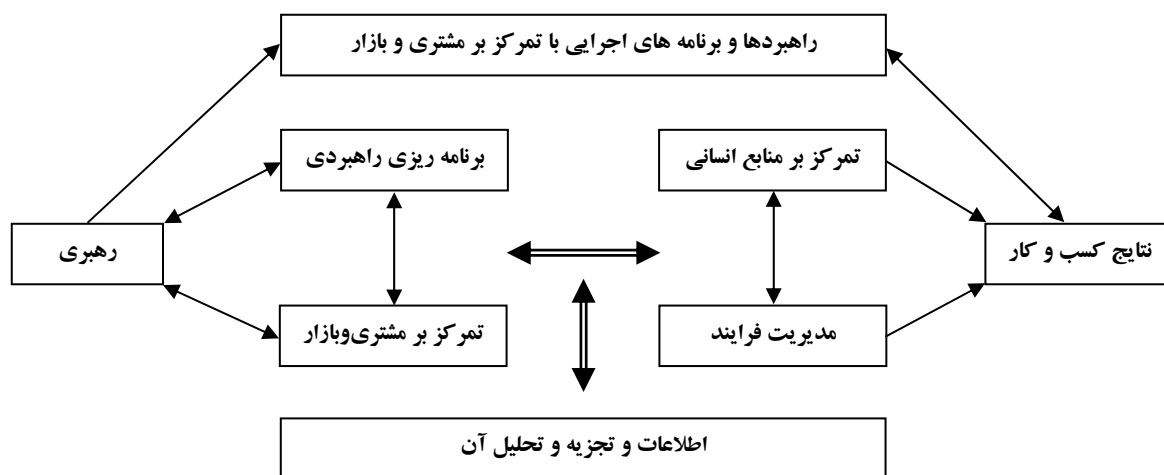 راهبردها و برنامه های اجرایی با تمرکز بر مشتری و بازار
تمرکز بر منابع انسانی
برنامه ریزی راهبردی
نتایج کسب و کار
رهبری
مدیریت فرایند
تمرکز بر مشتری‌وبازار
اطلاعات و تجزیه و تحلیل آن